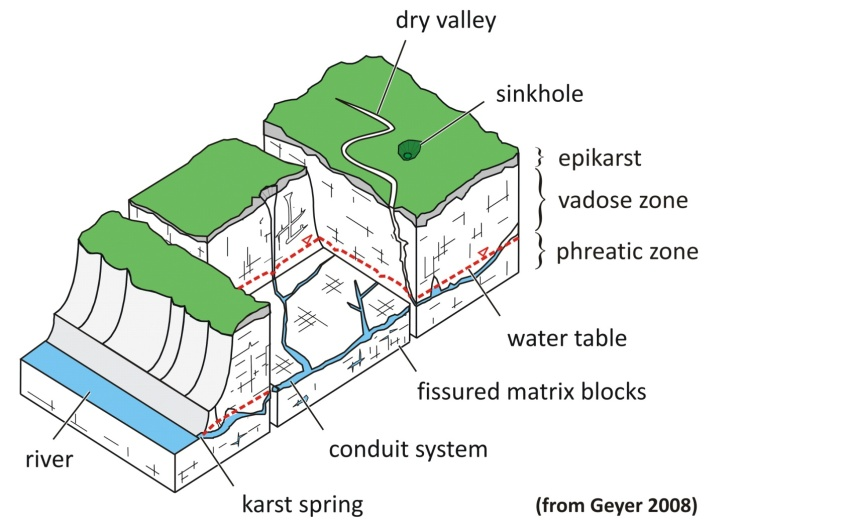 dry valley
sinkhole
} epikarst
} vadose zone
} phreatic zone
water table
fissured matrix blocks
conduit system
river
karst spring
(from Geyer 2008)